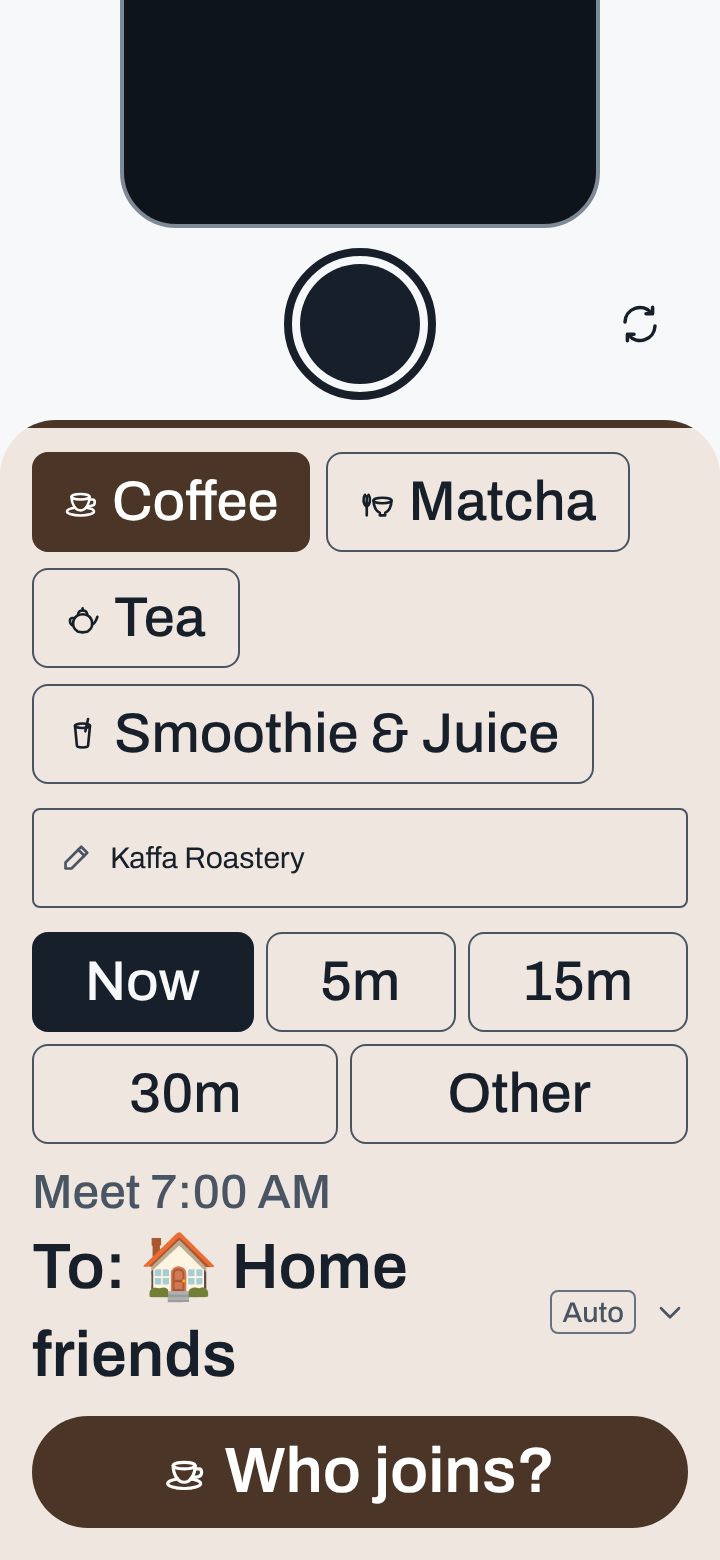 Coffee
Matcha
Tea
Smoothie & Juice
Kaffa Roastery
Now
5m
15m
30m
Other
Meet 7:00 AM
To: 🏠 Home
friends
Auto
Who joins?